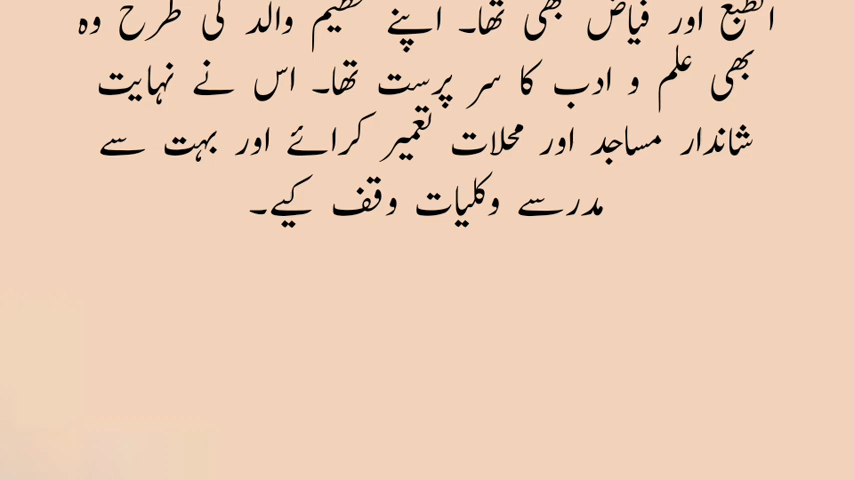 اور فیاض بھی تھا۔ اپنے عظیم والد کی طرح وہ
بھی علم و ادب کا سر پرست تھا۔ اس نے نہایت
شاندار مساجد اور محلات تعمیر کرائے اور بہت سے
مدرسے وکلیات وقف کیے۔